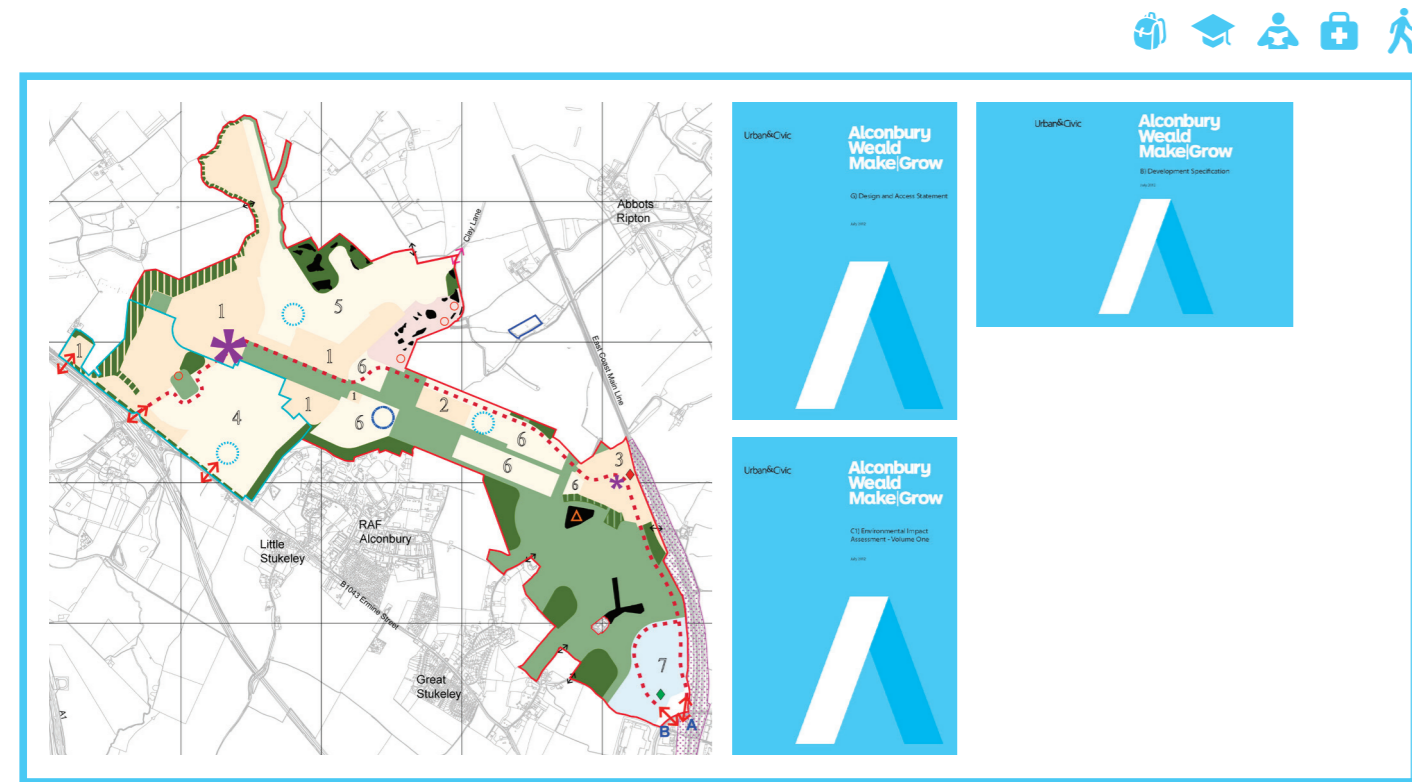 Abbots
Ripton
Clay Lane
5
1
1
1
6
East Coast Main Line
1
1
2
4
6
6
3
6
6
RAF
Alconbury
Little
Stukeley
B1043 Ermine Street
7
Great
Stukeley
A1
B
A
Urban&Civic
Alconbury
Weald
Make|Grow
G) Design and Access Statement
Urban&Civic
Alconbury
Weald
Make|Grow
B) Development Specification
Urban&Civic
Alconbury
Weald
Make|Grow
C1) Environmental Impact
Assessment - Volume One